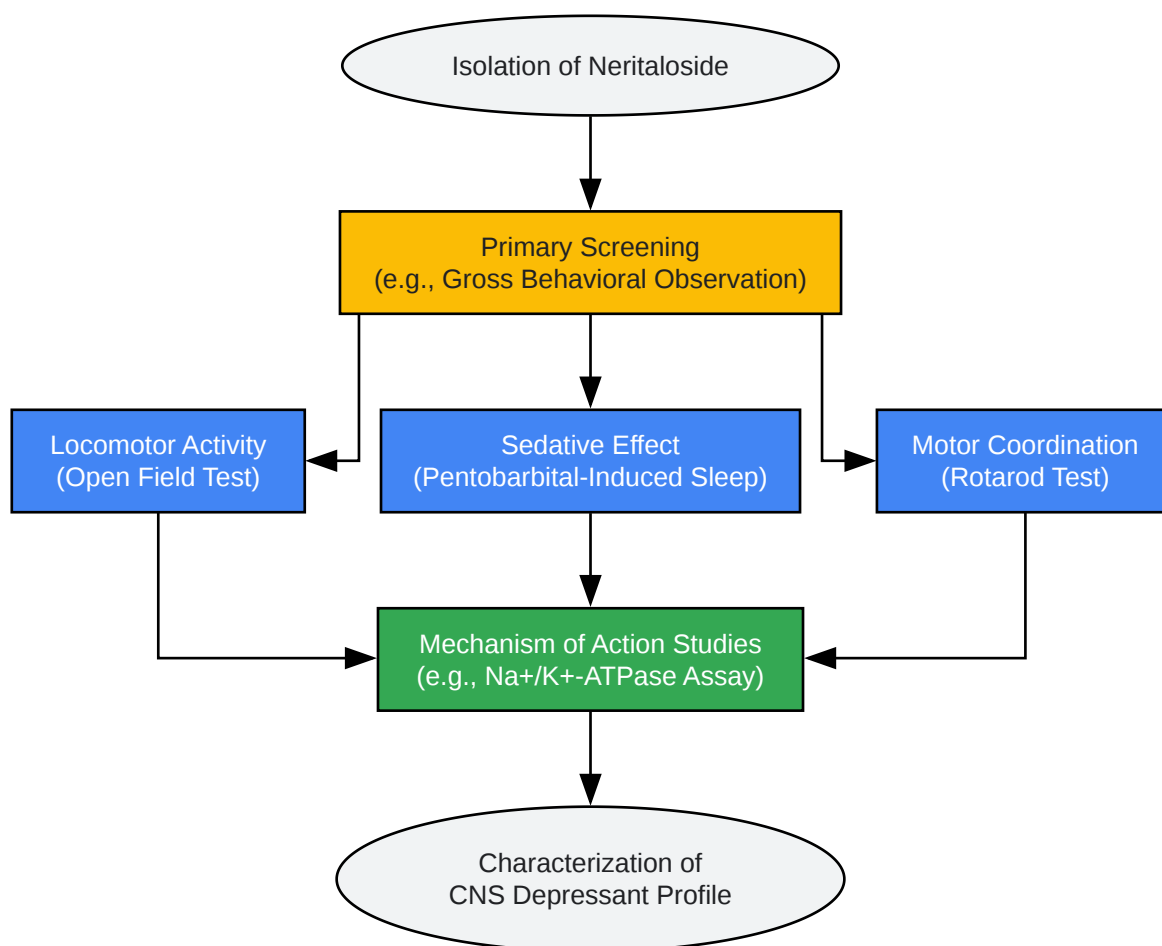 Isolation of Neritaloside
Primary Screening
(e.g., Gross Behavioral Observation)
Locomotor Activity
(Open Field Test)
Sedative Effect
(Pentobarbital-Induced Sleep)
Motor Coordination
(Rotarod Test)
Mechanism of Action Studies
(e.g., Na+/K+-ATPase Assay)
Characterization of
CNS Depressant Profile